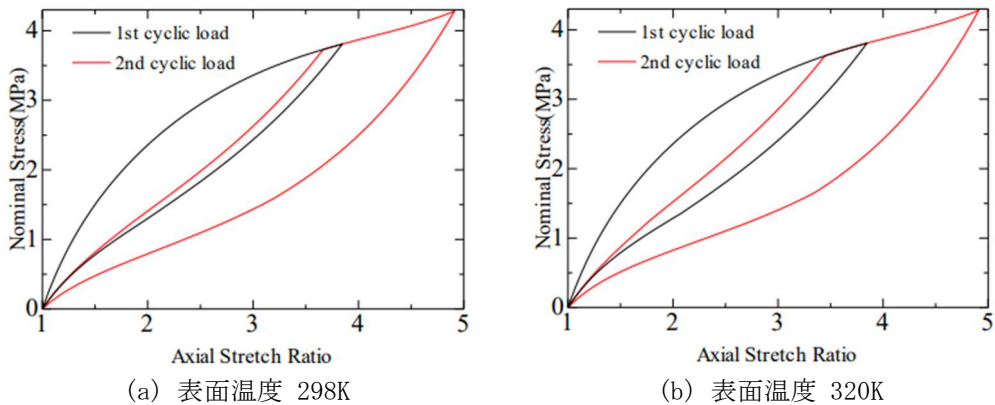 4
3
2
1
0
1
2
3
4
5
Nominal Stress(MPa)
Axial Stretch Ratio
1st cyclic load
2nd cyclic load
(a) 表面温度 298K
4
3
2
1
0
1
2
3
4
5
Nominal Stress(MPa)
Axial Stretch Ratio
1st cyclic load
2nd cyclic load
(b) 表面温度 320K